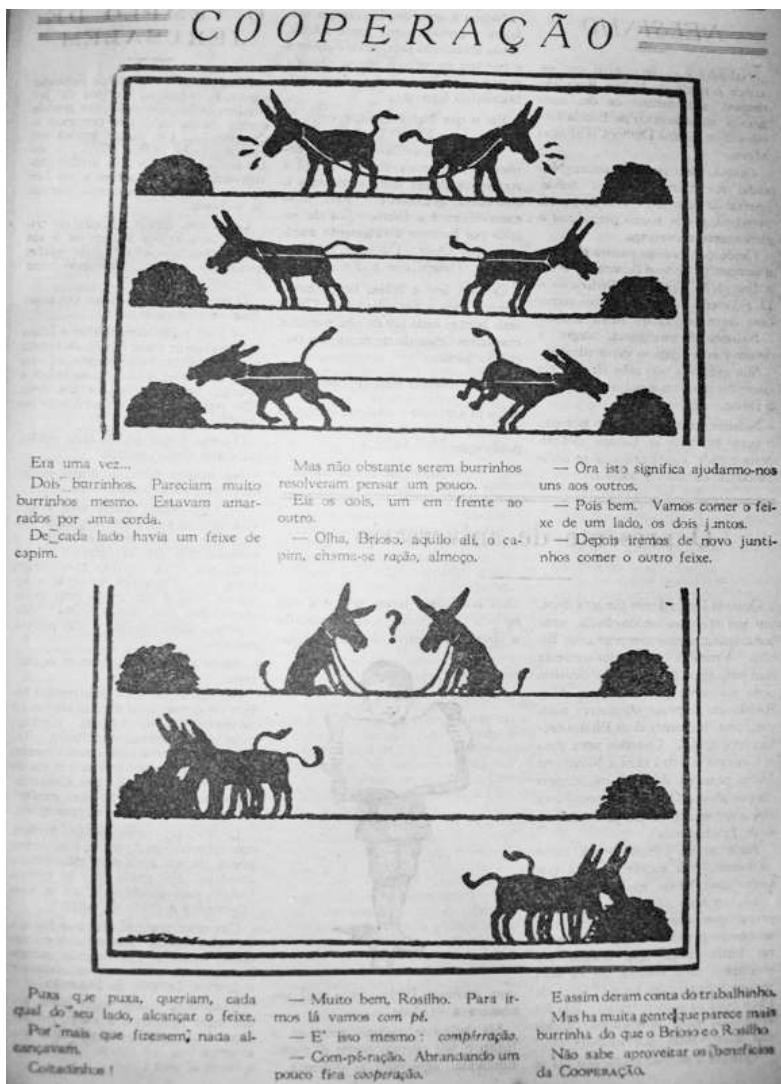 COOPERAÇÃO
Era uma vez...
Dois burrinhos. Pareciam muito
burrinhos mesmo. Estavam amar-
rados por uma corda.
De cada lado havia um feixe de
capim.
Mas não obstante serem burrinhos
resolveram pensar um pouco.
Eis os dois, um em frente ao
outro.
— Olha, Brioso, aquilo ali, o ca-
pim, chama-se ração, almoço.
— Ora isto significa ajudarmo-nos
uns aos outros.
— Pois bem. Vamos comer o fei-
xe de um lado, os dois juntos.
— Depois iremos de novo junti-
nhos comer o outro feixe.
?
Puxa que puxa, queriam, cada
qual do seu lado, alcançar o feixe.
Por mais que fizessem, nada al-
cançavam.
Coitadinhos!
— Muito bem, Rosilho. Para ir-
mos lá vamos com pé.
— E' isso mesmo: compérração.
— Com-pé-ração. Abrandando um
pouco fica cooperação.
E assim deram conta do trabalhinho.
Mas ha muita gente que parece mais
burrinha do que o Brioso e o Rosilho
Não sabe aproveitar os beneficios
da COOPERAÇÃO.